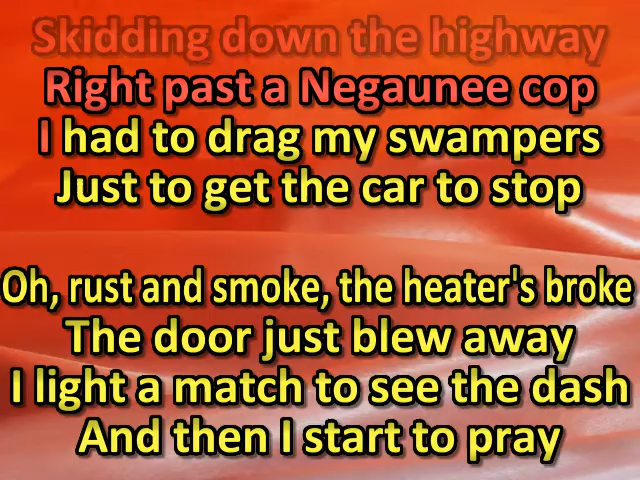 Skidding down the highway
Right past a Negaunee cop
I had to drag my swampers
Just to get the car to stop
Oh, rust and smoke, the heater's broke
The door just blew away
I light a match to see the dash
And then I start to pray